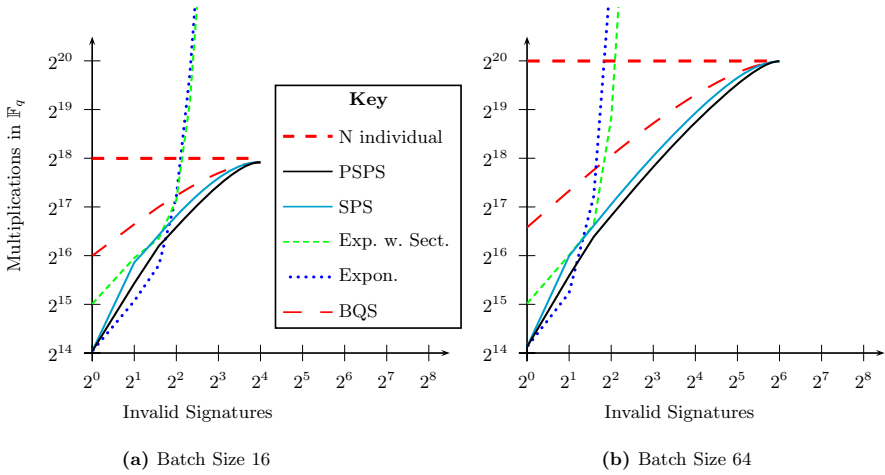 Multiplications in 𝔽_q
2^20
2^19
2^18
2^17
2^16
2^15
2^14
2^0 2^1 2^2 2^3 2^4 2^5 2^6 2^7 2^8
Invalid Signatures
(a) Batch Size 16
Key
N individual
PSPS
SPS
Exp. w. Sect.
Expon.
BQS
2^20
2^19
2^18
2^17
2^16
2^15
2^14
2^0 2^1 2^2 2^3 2^4 2^5 2^6 2^7 2^8
Invalid Signatures
(b) Batch Size 64